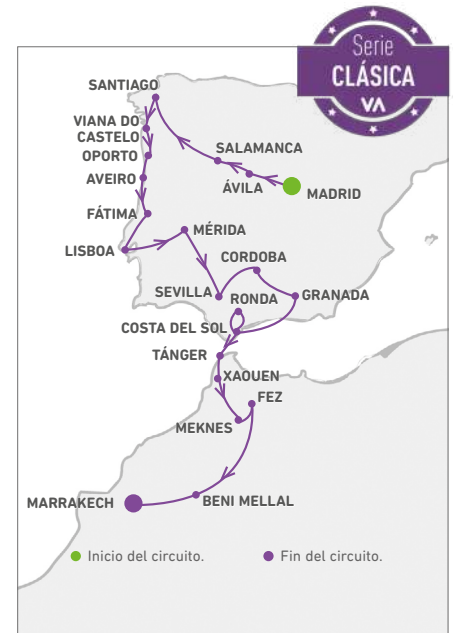 Serie
CLÁSICA
VA
SANTIAGO
VIANA DO
CASTELO
OPORTO
AVEIRO
FÁTIMA
LISBOA
SALAMANCA
ÁVILA
MADRID
MÉRIDA
CORDOBA
SEVILLA
RONDA
GRANADA
COSTA DEL SOL
TÁNGER
XAOUEN
FEZ
MEKNES
MARRAKECH
BENI MELLAL
Inicio del circuito.
Fin del circuito.